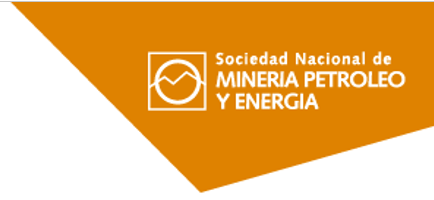 Sociedad Nacional de
MINERIA PETROLEO
Y ENERGIA